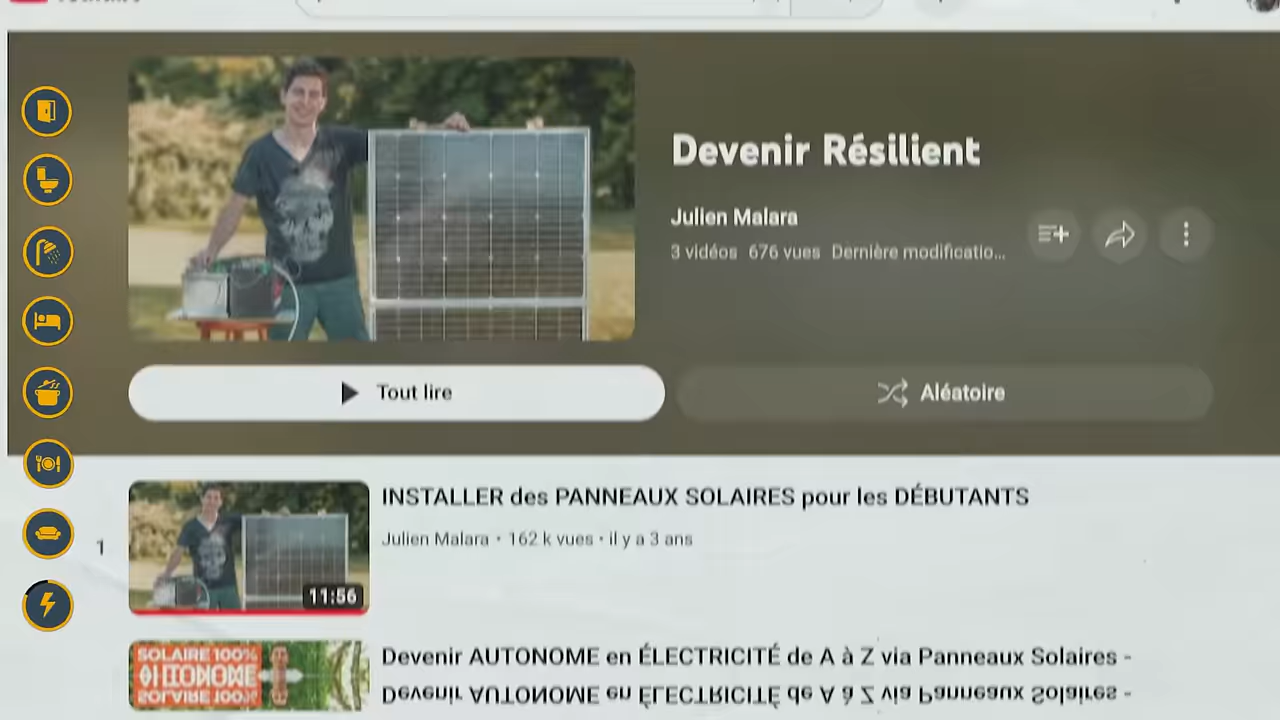 Devenir Résilient
Julien Malara
3 vidéos 676 vues Dernière modificatio...
Tout lire
Aléatoire
1
INSTALLER des PANNEAUX SOLAIRES pour les DÉBUTANTS
Julien Malara • 162 k vues • il y a 3 ans
11:56
SOLAIRE 100%
Devenir AUTONOME en ÉLECTRICITÉ de A à Z via Panneaux Solaires -